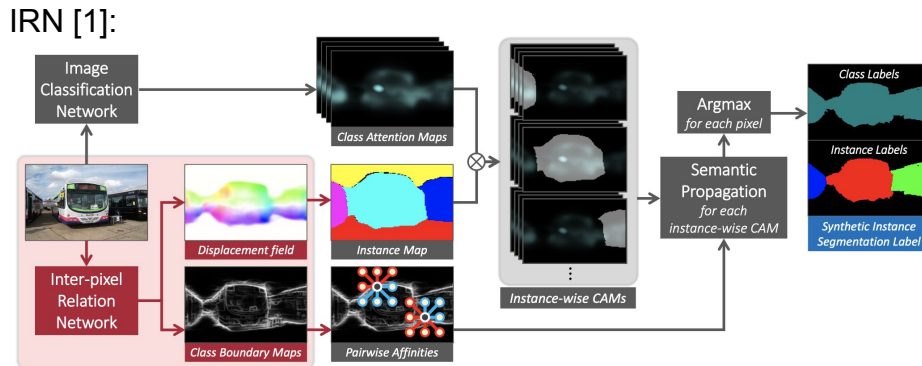 IRN [1]:
Image
Classification
Network
Class Attention Maps
Displacement field
Instance Map
Inter-pixel
Relation
Network
Class Boundary Maps
Pairwise Affinities
Instance-wise CAMs
Argmax
for each pixel
Semantic
Propagation
for each
instance-wise CAM
Class Labels
Instance Labels
Synthetic Instance
Segmentation Label